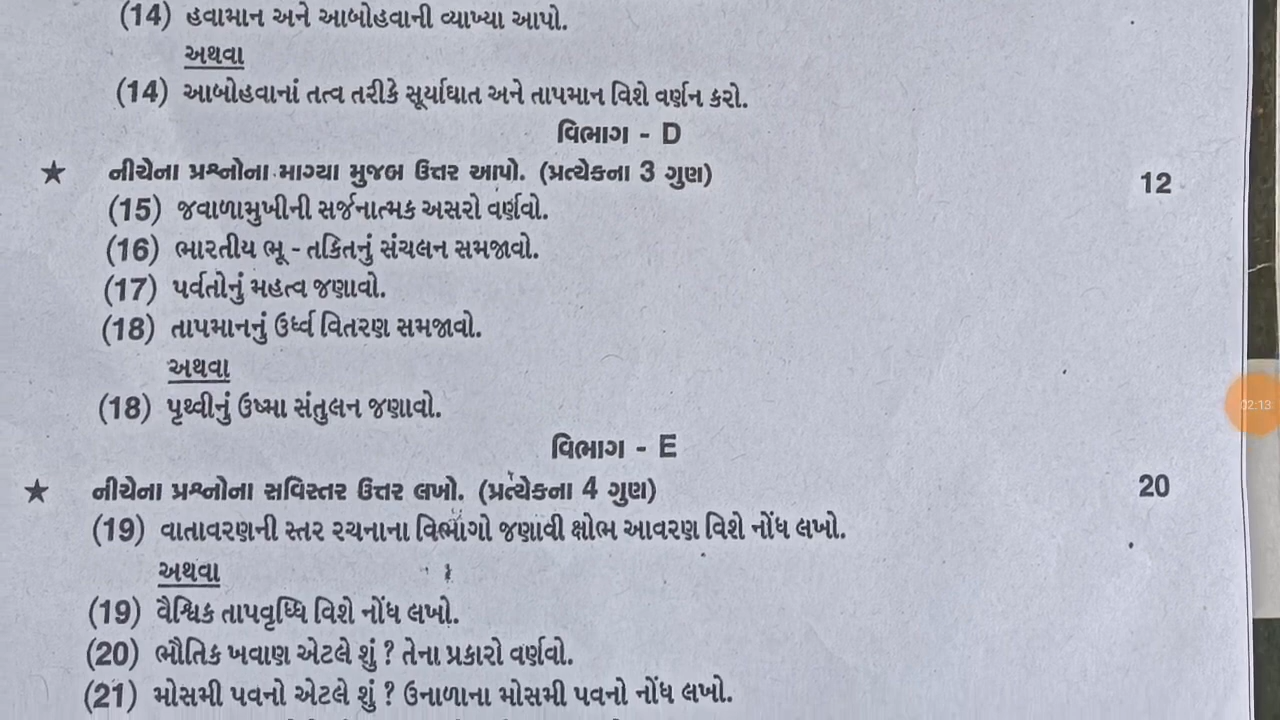 (14) હવામાન અને આબોહવાની વ્યાખ્યા આપો.
અથવા
(14) આબોહવાનાં તત્વ તરીકે સૂર્યાઘાત અને તાપમાન વિશે વર્ણન કરો.
વિભાગ - D
★ નીચેના પ્રશ્નોના માગ્યા મુજબ ઉત્તર આપો. (પ્રત્યેકના 3 ગુણ) 12
(15) જવાળામુખીની સર્જનાત્મક અસરો વર્ણવો.
(16) ભારતીય ભૂ - તકિતનું સંચલન સમજાવો.
(17) પર્વતોનું મહત્વ જણાવો.
(18) તાપમાનનું ઉર્ધ્વ વિતરણ સમજાવો.
અથવા
(18) પૃથ્વીનું ઉષ્મા સંતુલન જણાવો.
વિભાગ - E
★ નીચેના પ્રશ્નોના સવિસ્તર ઉત્તર લખો. (પ્રત્યેકના 4 ગુણ) 20
(19) વાતાવરણની સ્તર રચનાના વિભાગો જણાવી ક્ષોભ આવરણ વિશે નોંધ લખો.
અથવા
(19) વૈશ્વિક તાપવૃધ્ધિ વિશે નોંધ લખો.
(20) ભૌતિક ખવાણ એટલે શું ? તેના પ્રકારો વર્ણવો.
(21) મોસમી પવનો એટલે શું ? ઉનાળાના મોસમી પવનો નોંધ લખો.
02:13